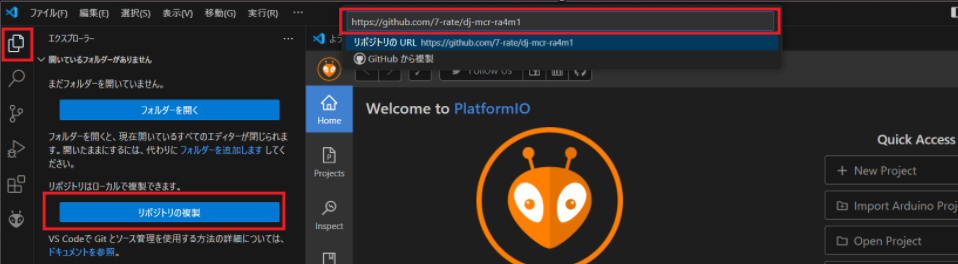 ファイル(F) 編集(E) 選択(S) 表示(V) 移動(G) 実行(R) ···
https://github.com/7-rate/dj-mcr-ra4m1
リポジトリの URL https://github.com/7-rate/dj-mcr-ra4m1
GitHub から複製
エクスプローラー ···
開いているフォルダーがありません
まだフォルダーを開いていません。
フォルダーを開く
フォルダーを開くと、現在開いているすべてのエディターが閉じられま
す。開いたままにするには、代わりに フォルダーを追加します してく
ださい。
リポジトリはローカルで複製できます。
リポジトリの複製
VS Codeで Git とソース管理を使用する方法の詳細については、
ドキュメントを参照。
よう
Follow Us
Home
Projects
Inspect
Welcome to PlatformIO
Quick Access
+ New Project
Import Arduino Proj
Open Project